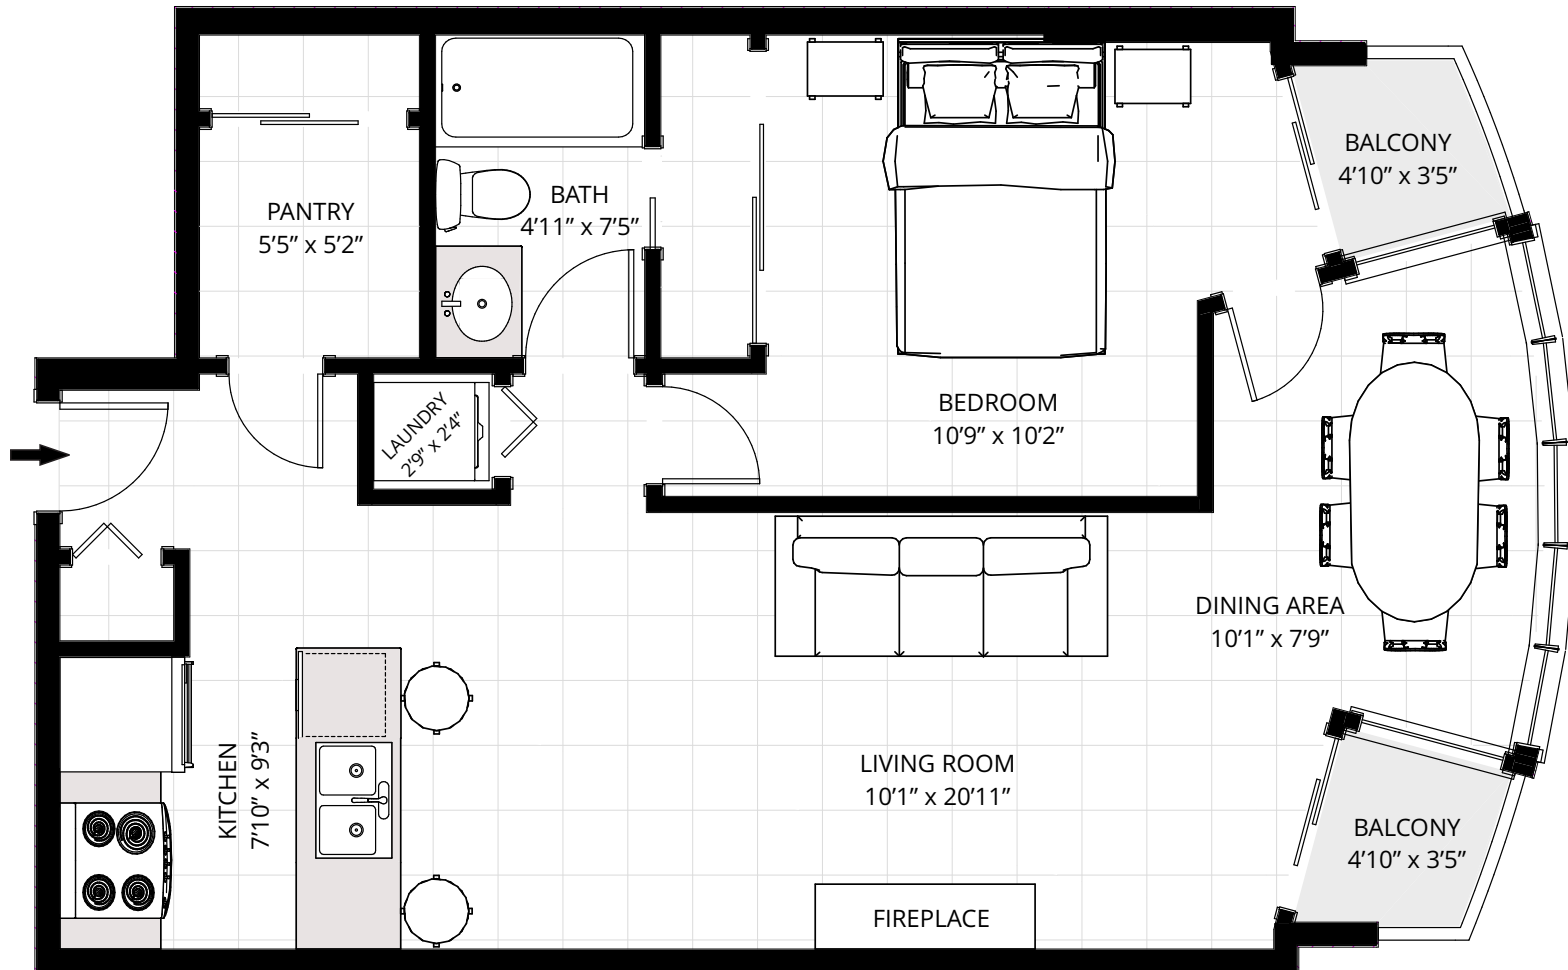 BALCONY
4'10” x 3'5”
PANTRY
5'5” x 5'2”
BATH
4'11” x 7'5”
LAUNDRY
2'9” x 2'4”
BEDROOM
10'9” x 10'2”
DINING AREA
10'1” x 7'9”
KITCHEN
7'10” x 9'3”
LIVING ROOM
10'1” x 20'11”
BALCONY
4'10” x 3'5”
FIREPLACE